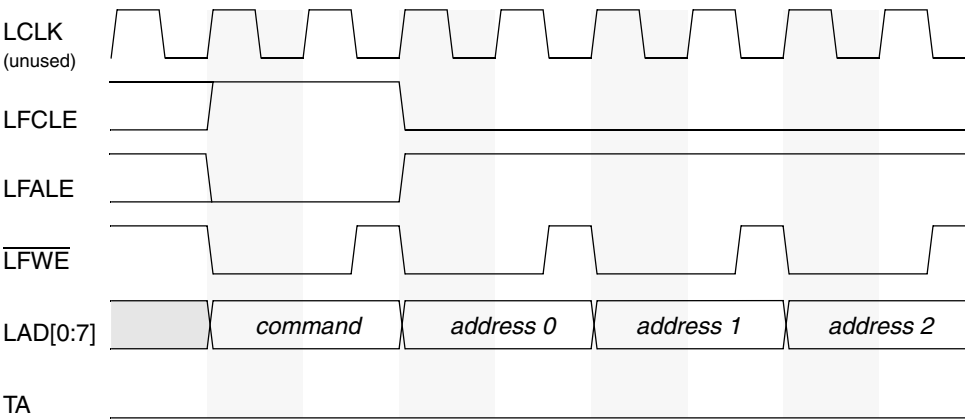 LCLK
(unused)
LFCLE
LFALE
LFWE
LAD[0:7] command address 0 address 1 address 2
TA